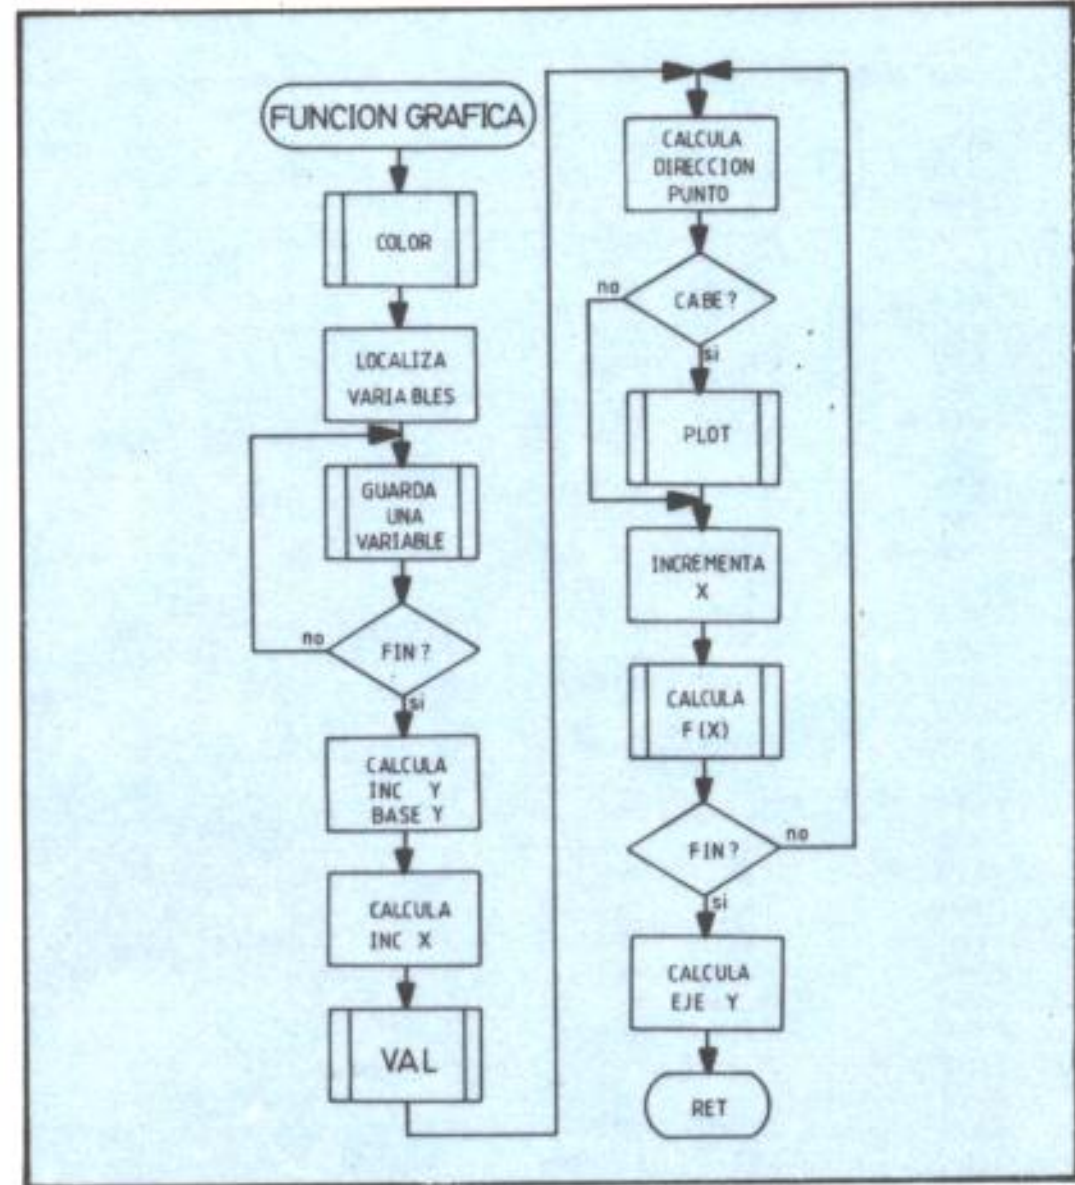 FUNCION GRAFICA
COLOR
LOCALIZA
VARIABLES
GUARDA
UNA
VARIABLE
FIN?
no
si
CALCULA
INC Y
BASE Y
CALCULA
INC X
VAL
CALCULA
DIRECCION
PUNTO
CABE?
no
si
PLOT
INCREMENTA
X
CALCULA
F(X)
FIN?
no
si
CALCULA
EJE Y
RET